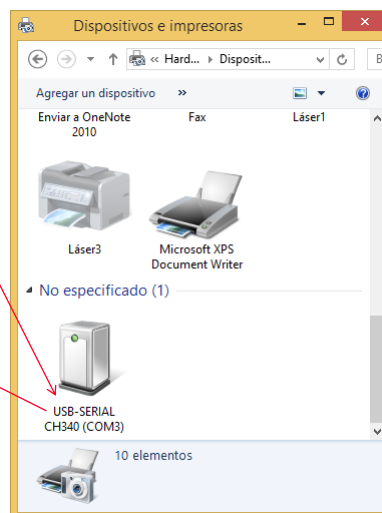 Dispositivos e impresoras
« Hard... Disposit...
Agregar un dispositivo »
Enviar a OneNote Fax Láser1
2010
Láser3 Microsoft XPS
Document Writer
No especificado (1)
USB-SERIAL
CH340 (COM3)
10 elementos